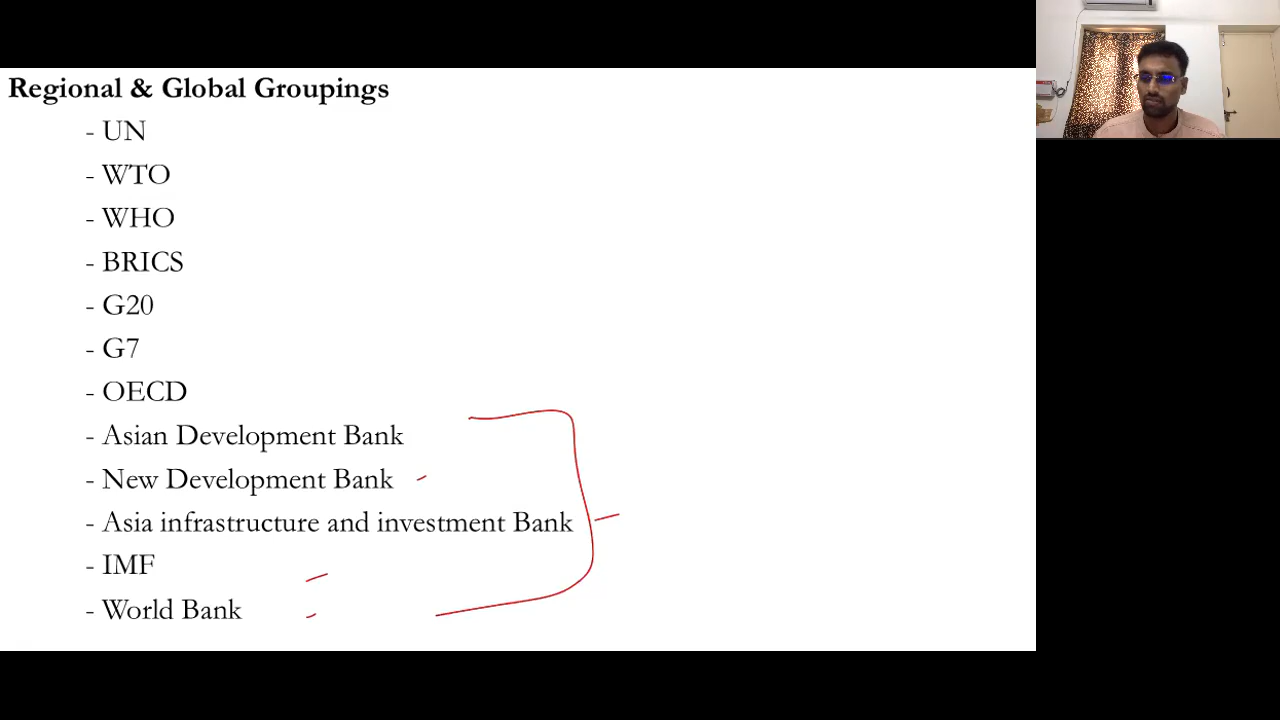 Regional & Global Groupings
- UN
- WTO
- WHO
- BRICS
- G20
- G7
- OECD
- Asian Development Bank
- New Development Bank
- Asia infrastructure and investment Bank
- IMF
- World Bank